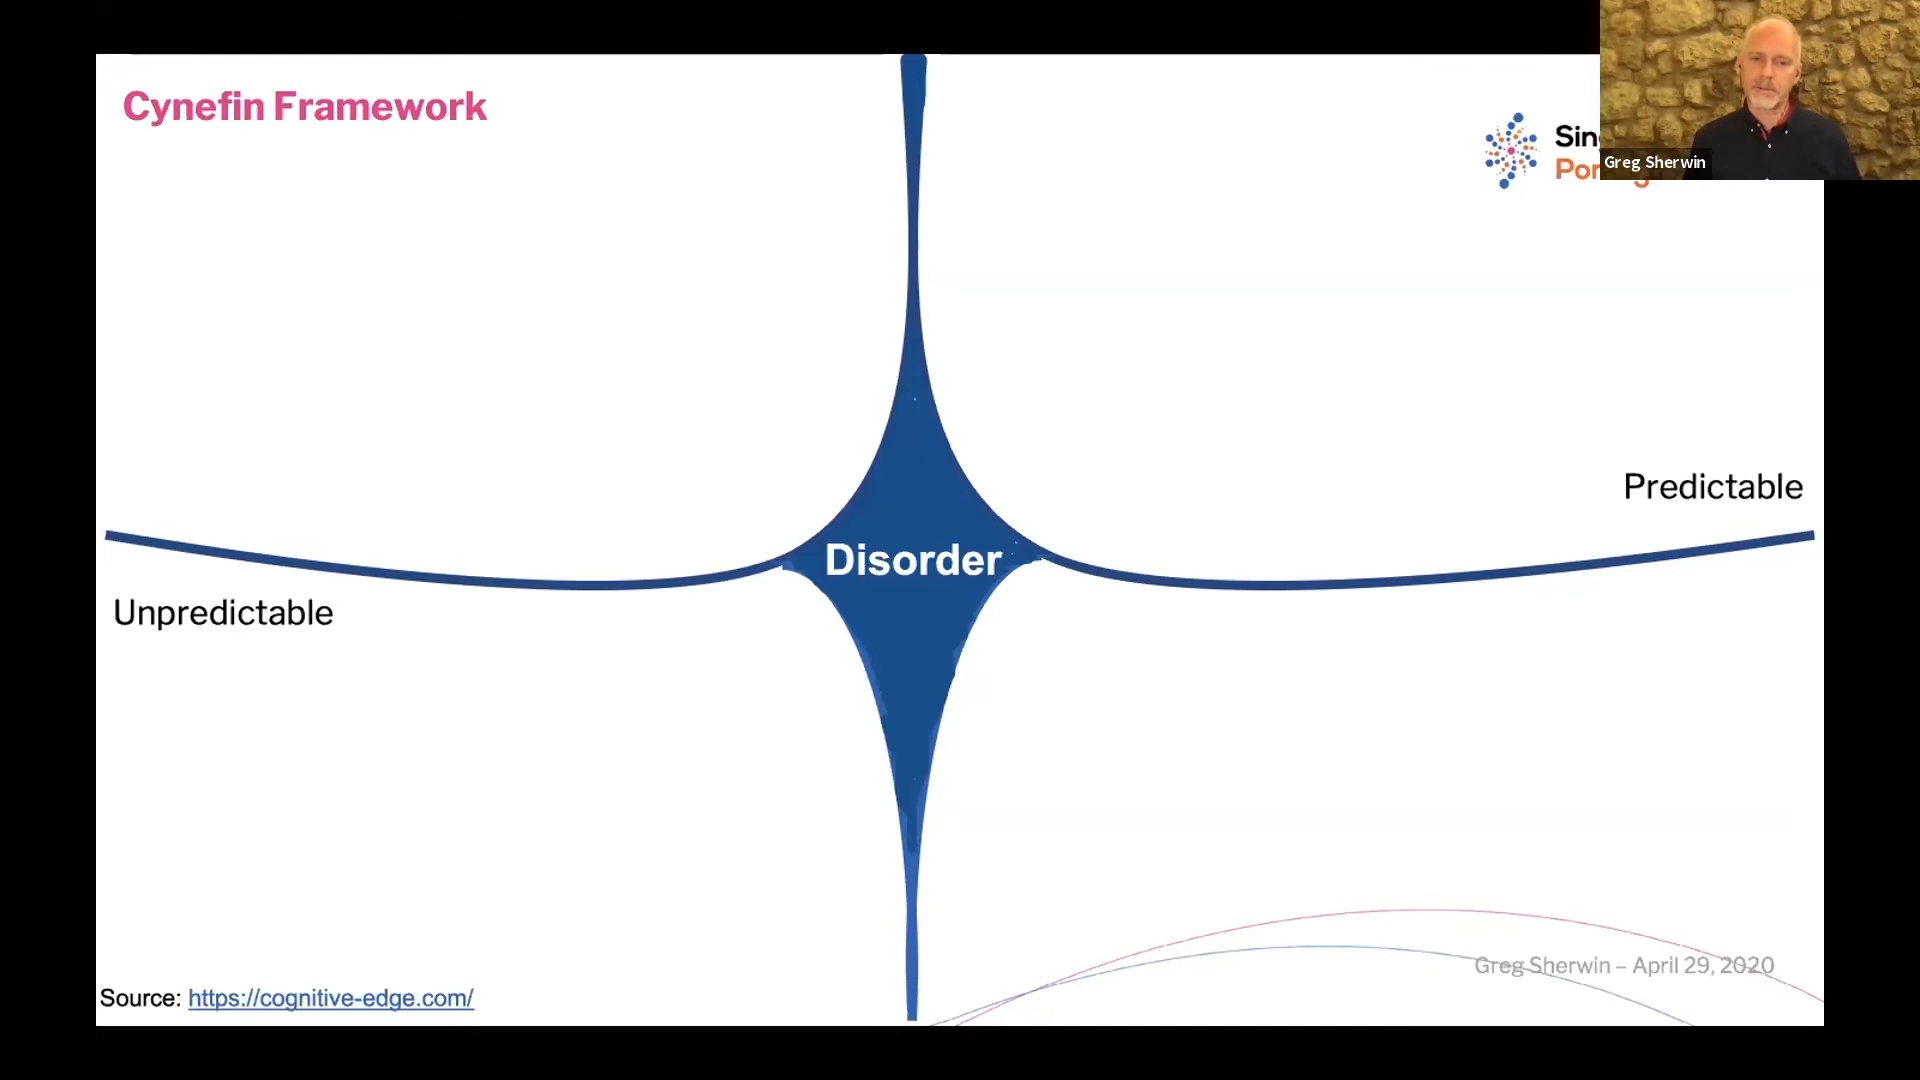 Cynefin Framework
Greg Sherwin
Predictable
Disorder
Unpredictable
Greg Sherwin – April 29, 2020
Source: https://cognitive-edge.com/